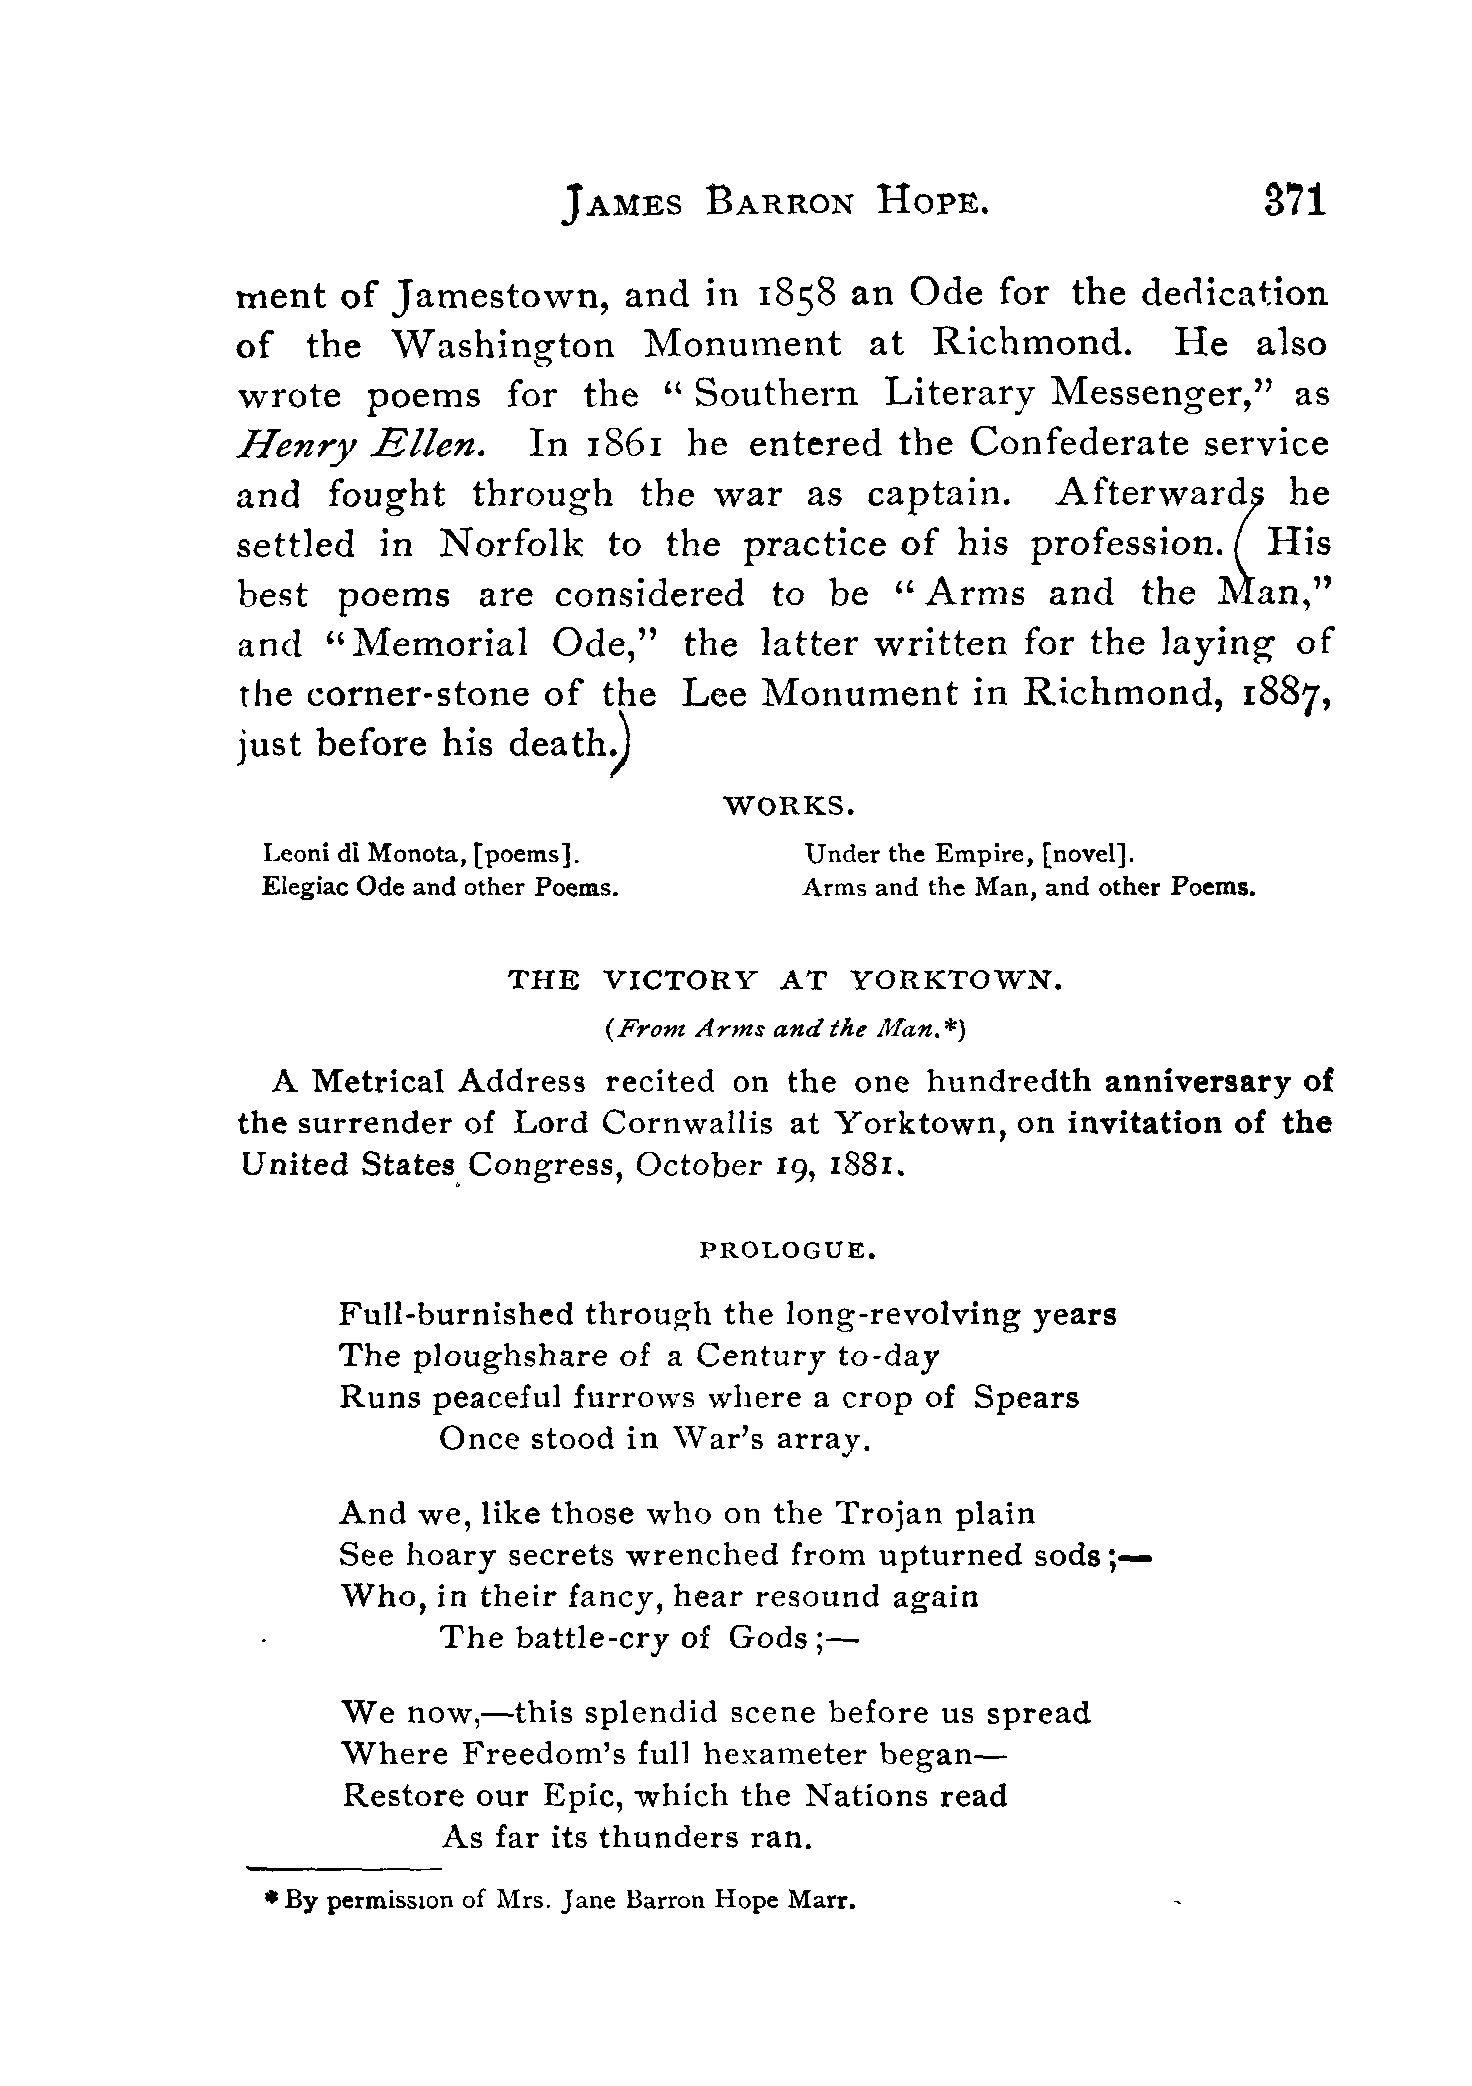 JAMES BARRON HOPE. 371
ment of Jamestown, and in 1858 an Ode for the dedication
of the Washington Monument at Richmond. He also
wrote poems for the “Southern Literary Messenger,” as
Henry Ellen. In 1861 he entered the Confederate service
and fought through the war as captain. Afterwards he
settled in Norfolk to the practice of his profession. ( His
best poems are considered to be “Arms and the Man,”
and “Memorial Ode,” the latter written for the laying of
the corner-stone of the Lee Monument in Richmond, 1887,
just before his death.)
WORKS.
Leoni di Monota, [poems]. Under the Empire, [novel].
Elegiac Ode and other Poems. Arms and the Man, and other Poems.
THE VICTORY AT YORKTOWN.
(From Arms and the Man.*)
A Metrical Address recited on the one hundredth anniversary of
the surrender of Lord Cornwallis at Yorktown, on invitation of the
United States Congress, October 19, 1881.
PROLOGUE.
Full-burnished through the long-revolving years
The ploughshare of a Century to-day
Runs peaceful furrows where a crop of Spears
Once stood in War’s array.
And we, like those who on the Trojan plain
See hoary secrets wrenched from upturned sods;—
Who, in their fancy, hear resound again
The battle-cry of Gods;—
We now,—this splendid scene before us spread
Where Freedom’s full hexameter began—
Restore our Epic, which the Nations read
As far its thunders ran.
* By permission of Mrs. Jane Barron Hope Marr.